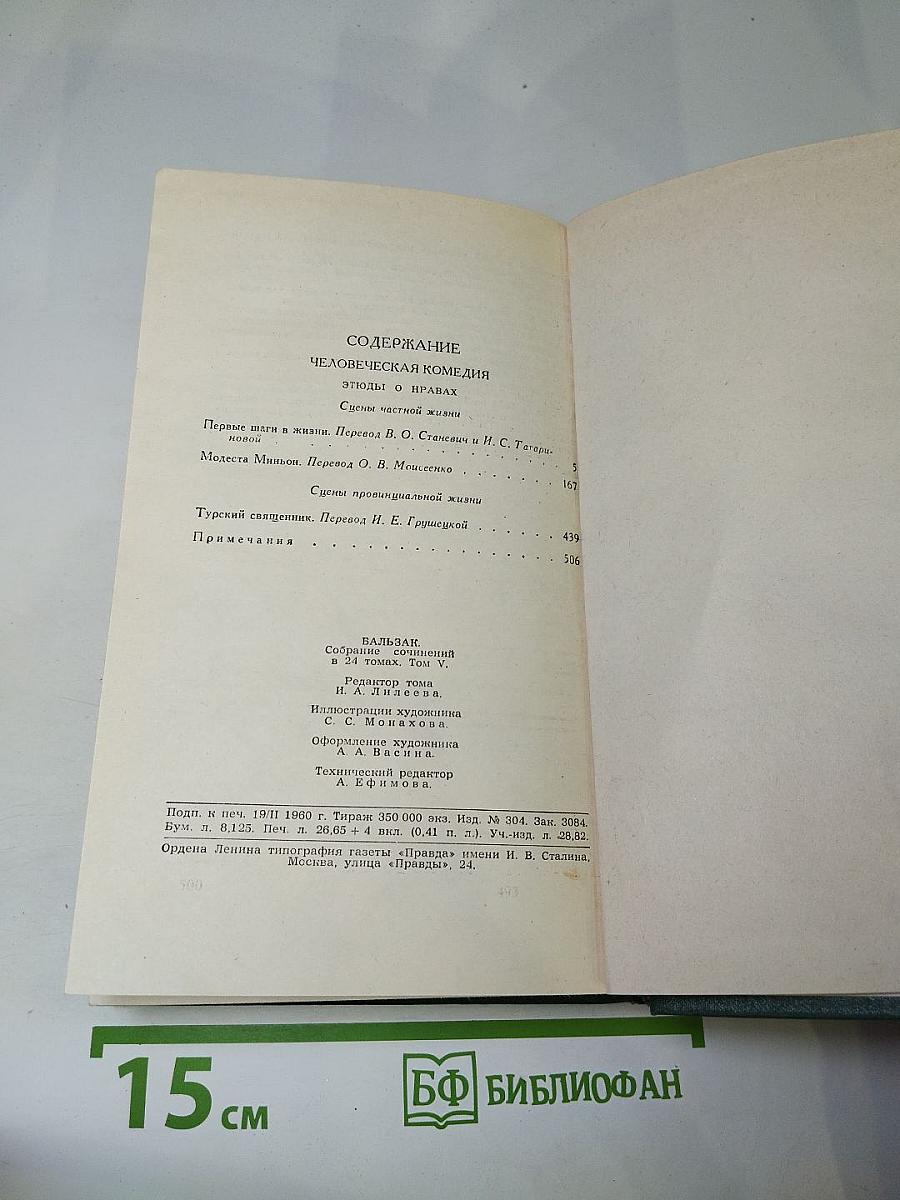 СОДЕРЖАНИЕ
ЧЕЛОВЕЧЕСКАЯ КОМЕДИЯ
ЭТЮДЫ О НРАВАХ
Сцены частной жизни
Первые шаги в жизни. Перевод В. О. Станевич и И. С. Татари-
новой . . . . . . . . . . . . . . . . 5
Модеста Миньон. Перевод О. В. Моисеенко . . . . . . 167
Сцены провинциальной жизни
Турский священник. Перевод И. Е. Грушецкой . . . . . . 439
Примечания . . . . . . . . . . . . . . . 506
БАЛЬЗАК.
Собрание сочинений
в 24 томах. Том V.
Редактор тома
И. А. Лилеева.
Иллюстрации художника
С. С. Монахова.
Оформление художника
А. А. Васина.
Технический редактор
А. Ефимова.
Подп. к печ. 19/II 1960 г. Тираж 350 000 экз. Изд. № 304. Зак. 3084.
Бум. л. 8,125. Печ. л. 26,65 + 4 вкл. (0,41 п. л.). Уч.-изд. л. 28,82.
Ордена Ленина типография газеты «Правда» имени И. В. Сталина,
Москва, улица «Правды», 24.
500 493
15 см БФ БИБЛИОФАН